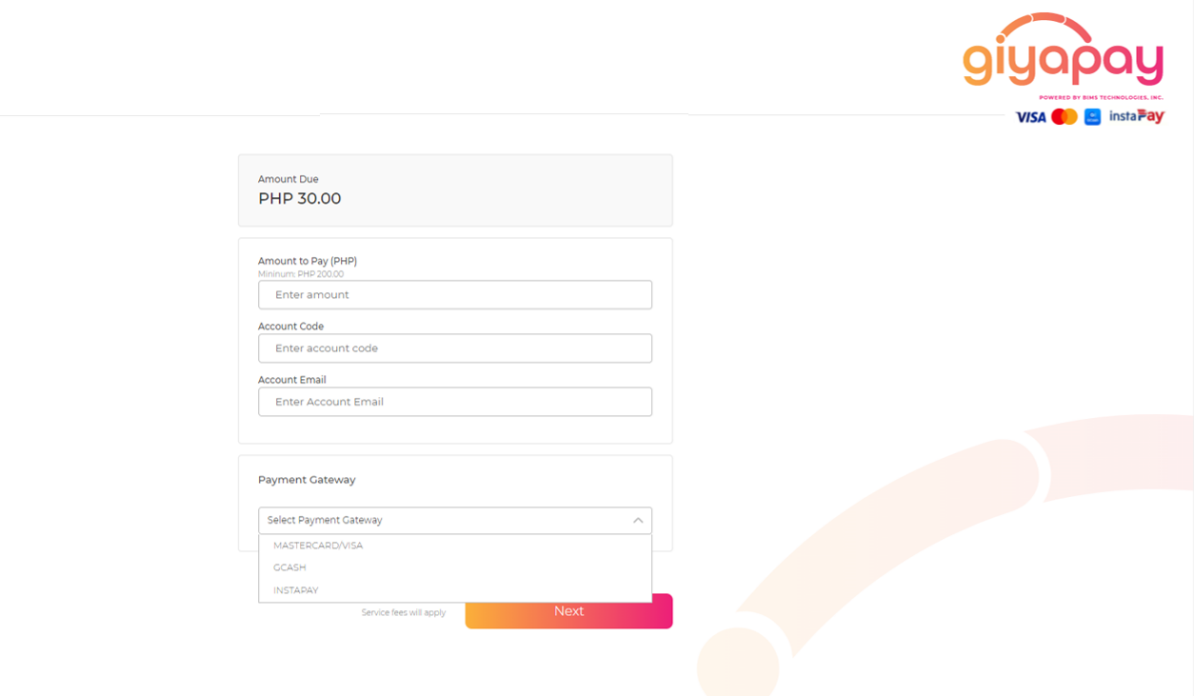 giyapay
POWERED BY BIMS TECHNOLOGIES, INC.
VISA instaPay
Amount Due
PHP 30.00
Amount to Pay (PHP)
Mininum: PHP 200.00
Enter amount
Account Code
Enter account code
Account Email
Enter Account Email
Payment Gateway
Select Payment Gateway
MASTERCARD/VISA
GCASH
INSTAPAY
Service fees will apply
Next